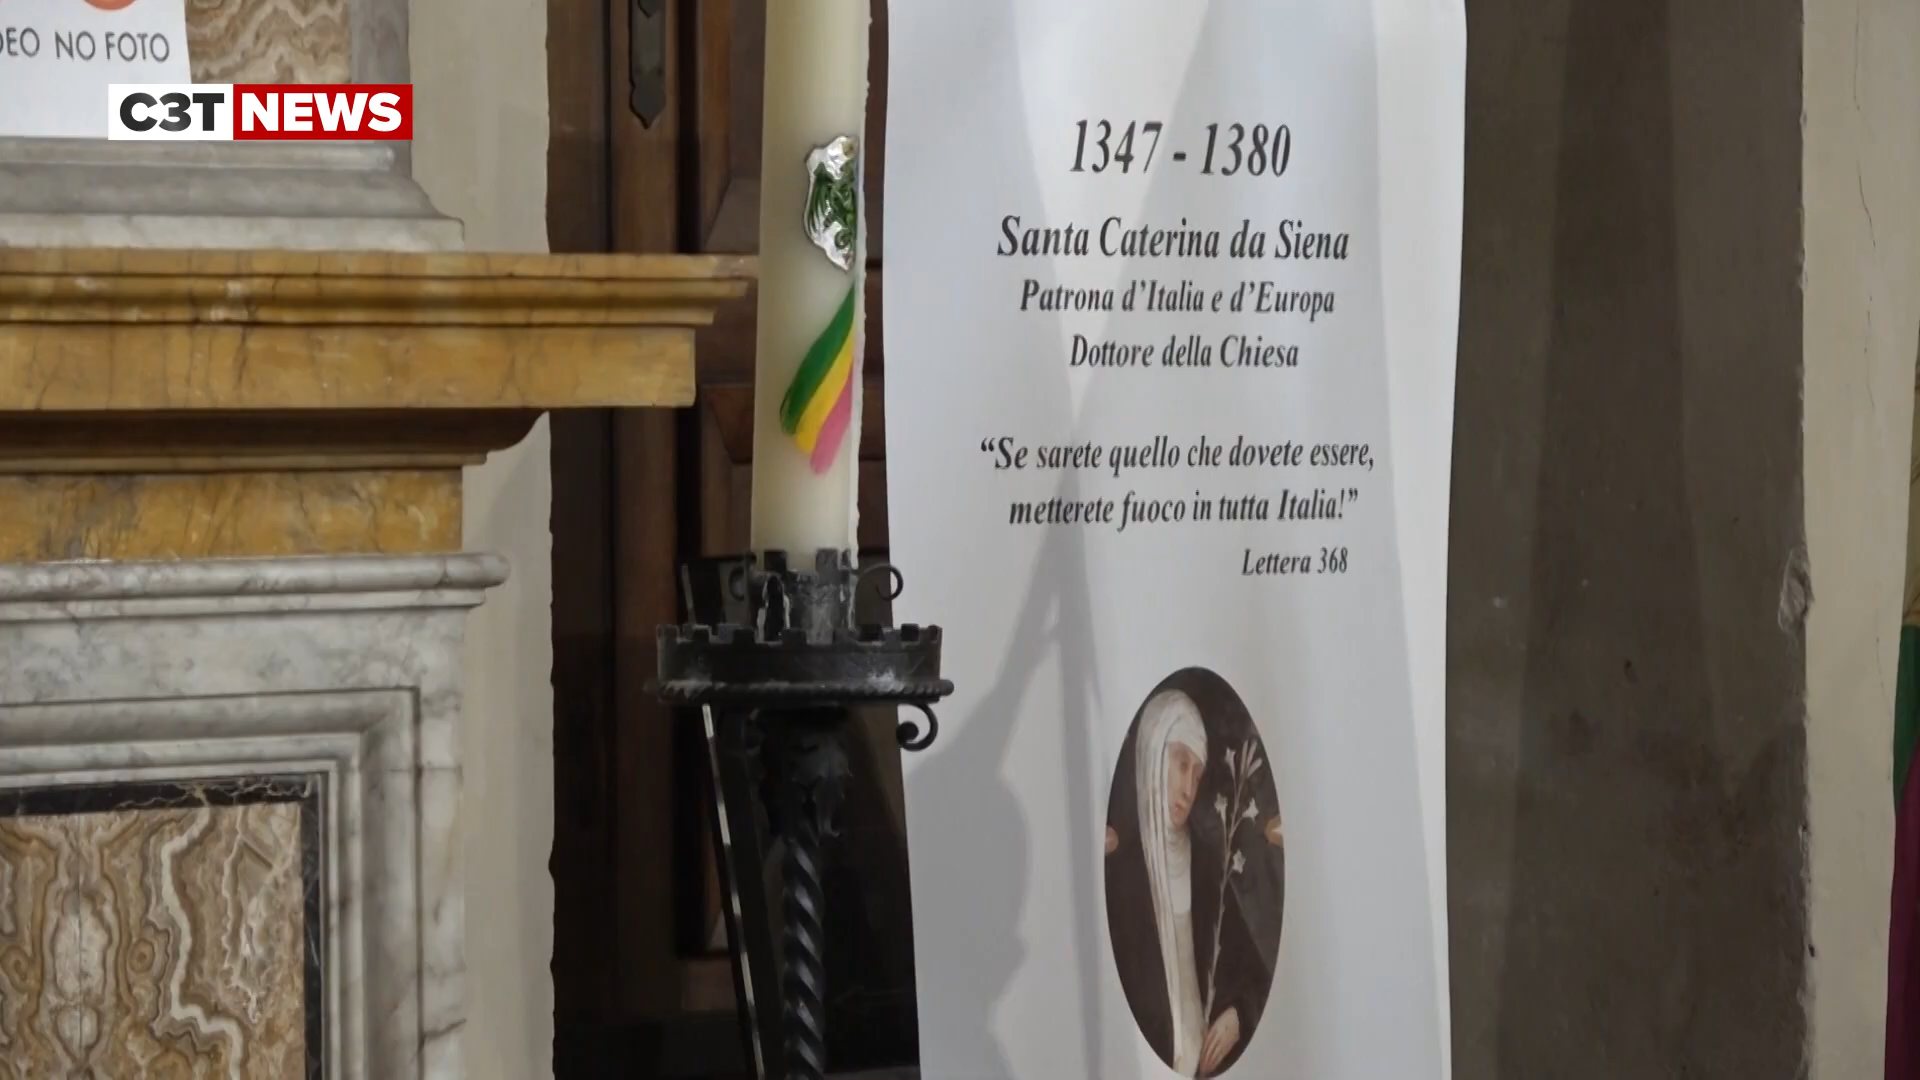 DEO NO FOTO
C3T NEWS
1347 - 1380
Santa Caterina da Siena
Patrona d'Italia e d'Europa
Dottore della Chiesa
“Se sarete quello che dovete essere,
metterete fuoco in tutta Italia!”
Lettera 368